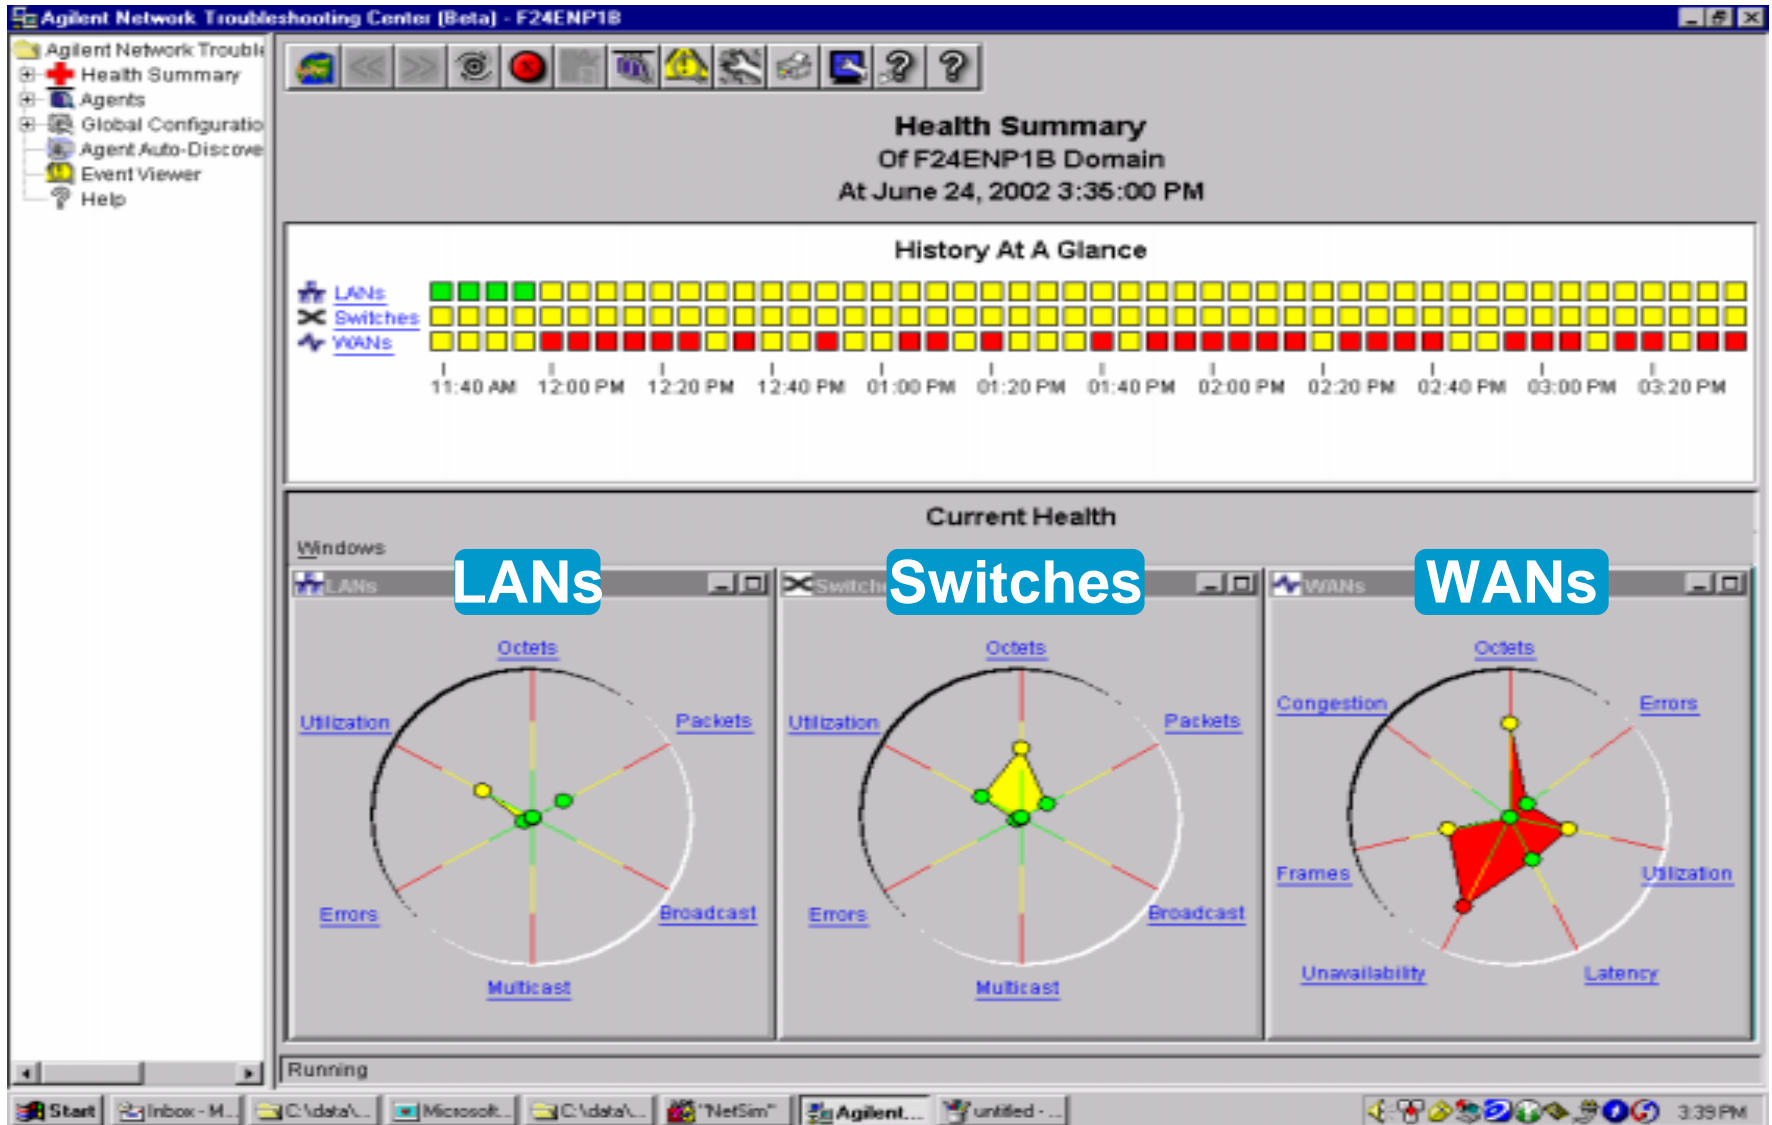 Agilent Network Troubleshooting Center (Beta) - F24ENP1B
Agilent Network Trouble
Health Summary
Agents
Global Configuratio
Agent Auto-Discove
Event Viewer
Help
Health Summary
Of F24ENP1B Domain
At June 24, 2002 3:35:00 PM
History At A Glance
LANs
Switches
WANs
11:40 AM 12:00 PM 12:20 PM 12:40 PM 01:00 PM 01:20 PM 01:40 PM 02:00 PM 02:20 PM 02:40 PM 03:00 PM 03:20 PM
Current Health
Windows
LANs
LANs
Octets
Utilization
Packets
Errors
Broadcast
Multicast
Switch
Switches
Octets
Utilization
Packets
Errors
Broadcast
Multicast
WANs
WANs
Octets
Congestion
Errors
Frames
Utilization
Unavailability
Latency
Running
Start
Inbox - M...
C:\data\...
Microsoft...
C:\data\...
"NetSim"
Agilent...
untitled - ...
3:39 PM